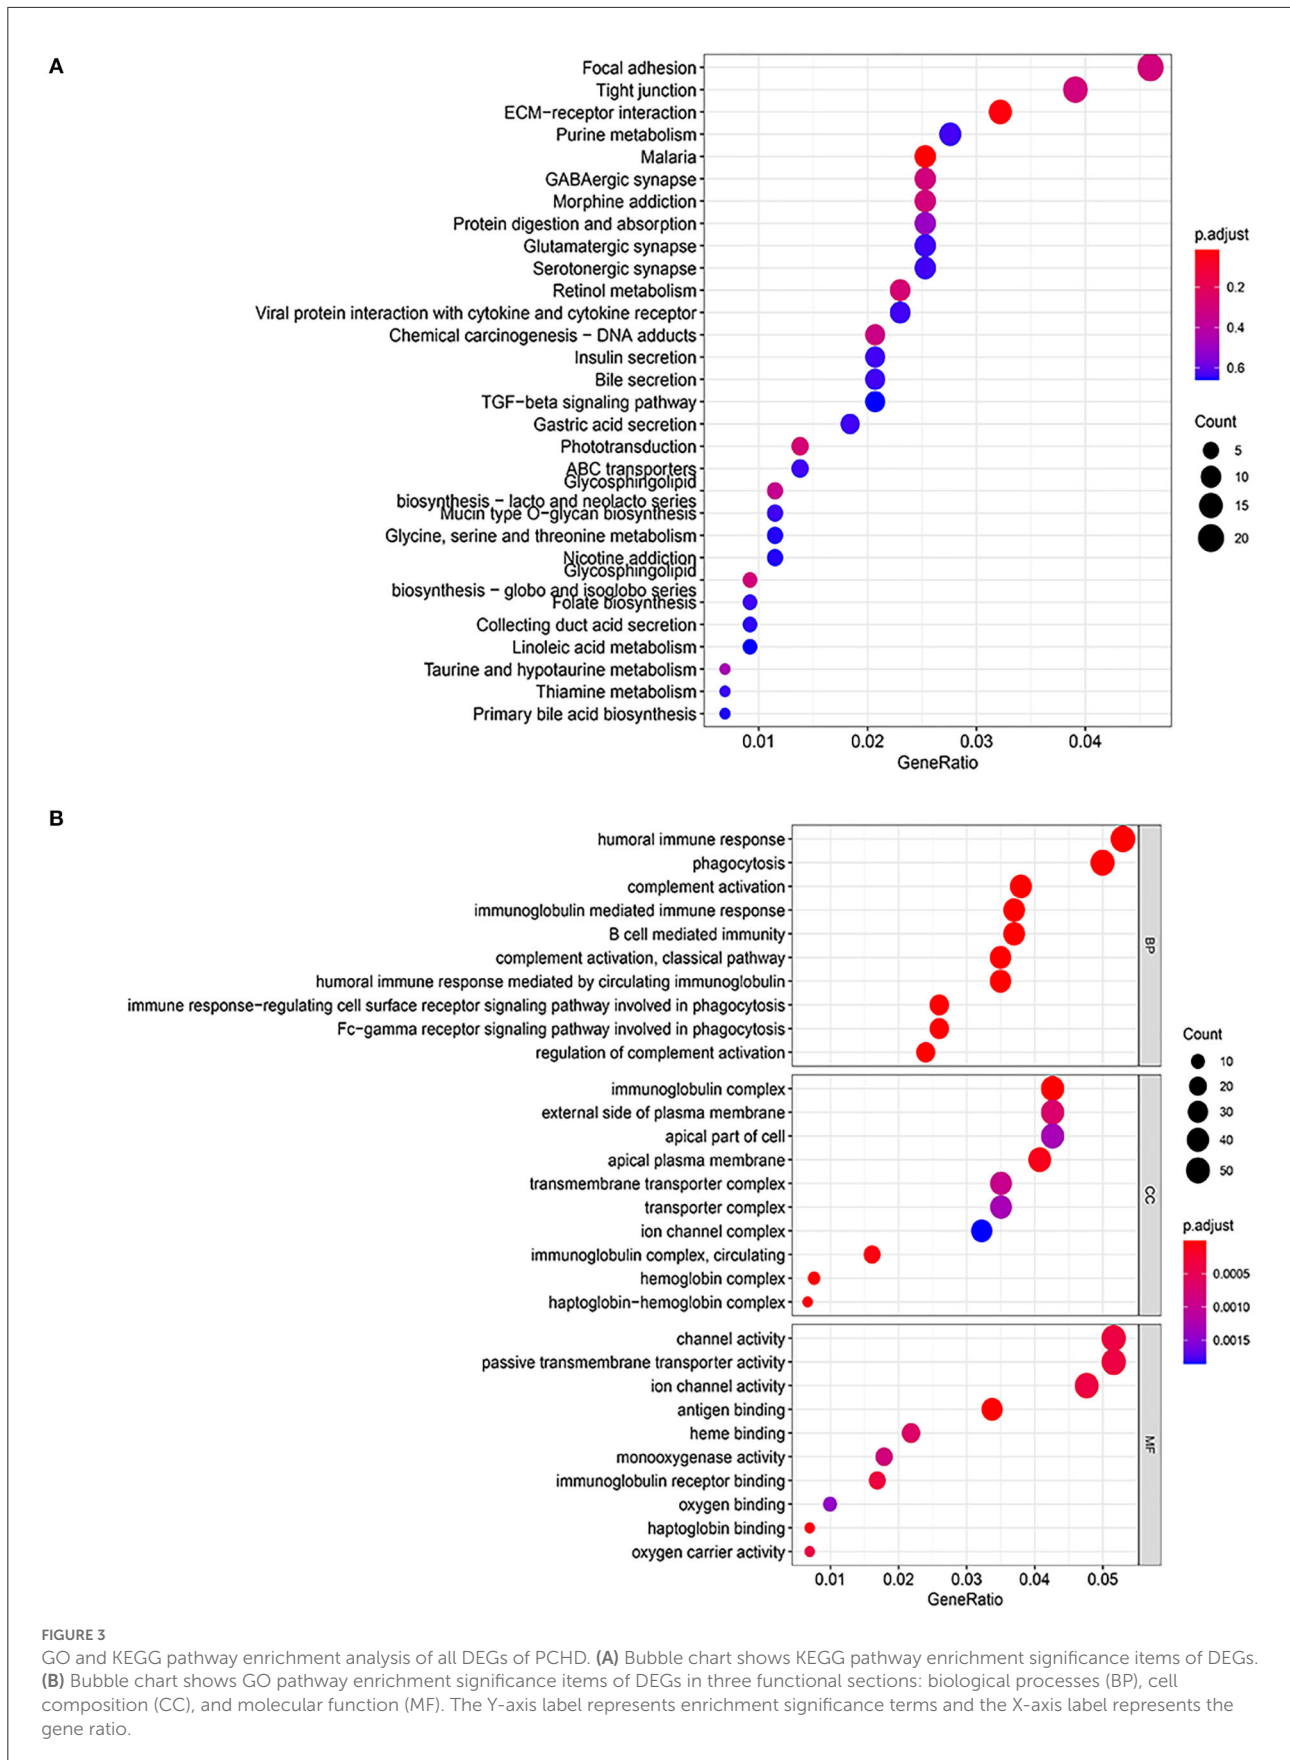 A
Focal adhesion
Tight junction
ECM−receptor interaction
Purine metabolism
Malaria
GABAergic synapse
Morphine addiction
Protein digestion and absorption
Glutamatergic synapse
Serotonergic synapse
Retinol metabolism
Viral protein interaction with cytokine and cytokine receptor
Chemical carcinogenesis − DNA adducts
Insulin secretion
Bile secretion
TGF−beta signaling pathway
Gastric acid secretion
Phototransduction
ABC transporters
Glycosphingolipid
biosynthesis − lacto and neolacto series
Mucin type O−glycan biosynthesis
Glycine, serine and threonine metabolism
Nicotine addiction
Glycosphingolipid
biosynthesis − globo and isoglobo series
Folate biosynthesis
Collecting duct acid secretion
Linoleic acid metabolism
Taurine and hypotaurine metabolism
Thiamine metabolism
Primary bile acid biosynthesis
0.01 0.02 0.03 0.04
GeneRatio
p.adjust
0.2
0.4
0.6
Count
5
10
15
20
B
humoral immune response
phagocytosis
complement activation
immunoglobulin mediated immune response
B cell mediated immunity
complement activation, classical pathway
humoral immune response mediated by circulating immunoglobulin
immune response−regulating cell surface receptor signaling pathway involved in phagocytosis
Fc−gamma receptor signaling pathway involved in phagocytosis
regulation of complement activation
BP
immunoglobulin complex
external side of plasma membrane
apical part of cell
apical plasma membrane
transmembrane transporter complex
transporter complex
ion channel complex
immunoglobulin complex, circulating
hemoglobin complex
haptoglobin−hemoglobin complex
CC
channel activity
passive transmembrane transporter activity
ion channel activity
antigen binding
heme binding
monooxygenase activity
immunoglobulin receptor binding
oxygen binding
haptoglobin binding
oxygen carrier activity
MF
0.01 0.02 0.03 0.04 0.05
GeneRatio
Count
10
20
30
40
50
p.adjust
0.0005
0.0010
0.0015
FIGURE 3
GO and KEGG pathway enrichment analysis of all DEGs of PCHD. (A) Bubble chart shows KEGG pathway enrichment significance items of DEGs.
(B) Bubble chart shows GO pathway enrichment significance items of DEGs in three functional sections: biological processes (BP), cell
composition (CC), and molecular function (MF). The Y-axis label represents enrichment significance terms and the X-axis label represents the
gene ratio.